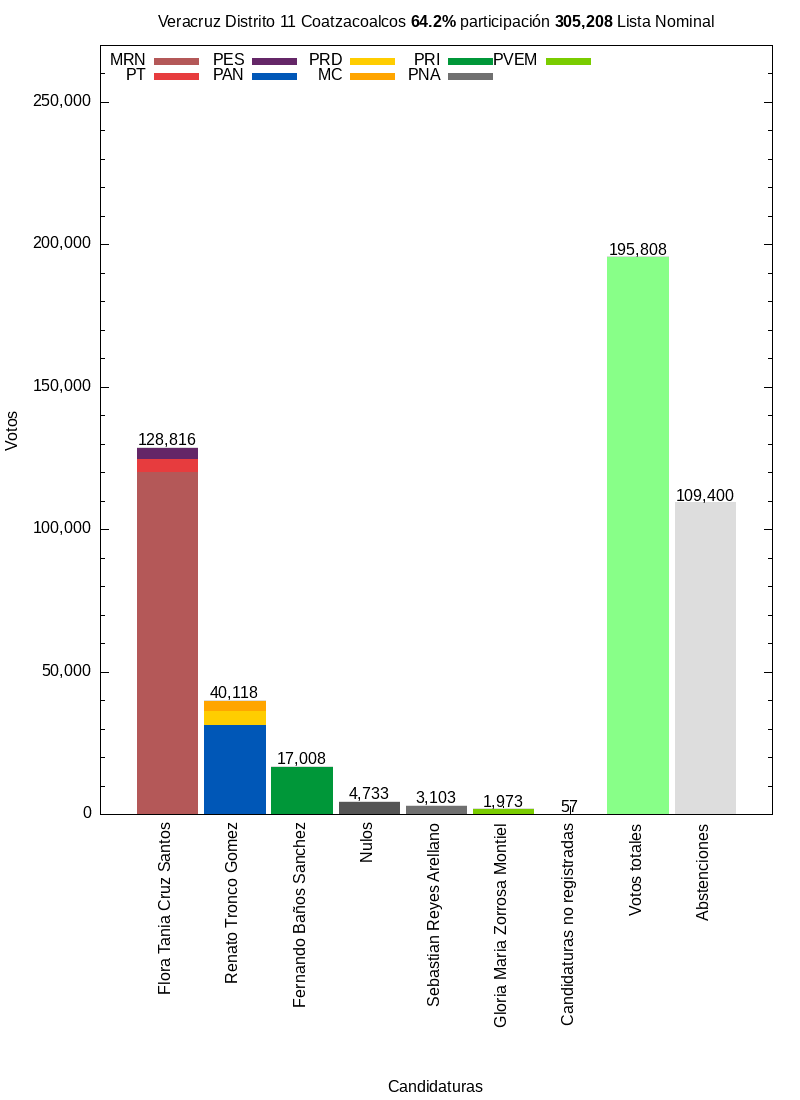 Veracruz Distrito 11 Coatzacoalcos 64.2% participación 305,208 Lista Nominal
MRN PES PRD PRI PVEM
PT PAN MC PNA
250,000
200,000
150,000
100,000
50,000
0
Votos
128,816
40,118
17,008
4,733
3,103
1,973
57
195,808
109,400
Flora Tania Cruz Santos
Renato Tronco Gomez
Fernando Baños Sanchez
Nulos
Sebastian Reyes Arellano
Gloria Maria Zorrosa Montiel
Candidaturas no registradas
Votos totales
Abstenciones
Candidaturas